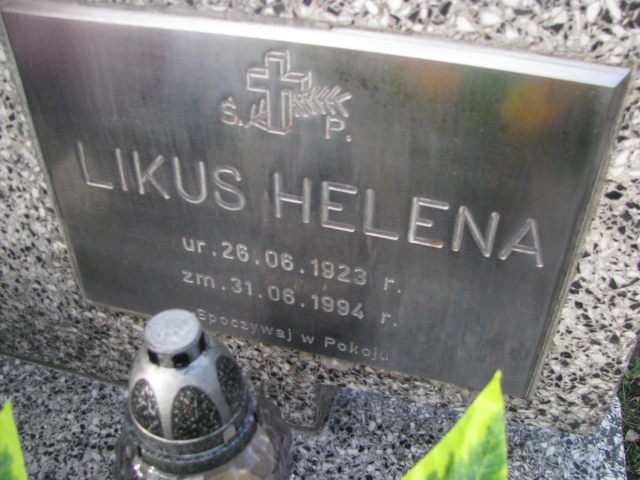 Ś. P.
LIKUS HELENA
ur. 26.06.1923 r.
zm. 31.06.1994 r.
Spoczywaj w Pokoju